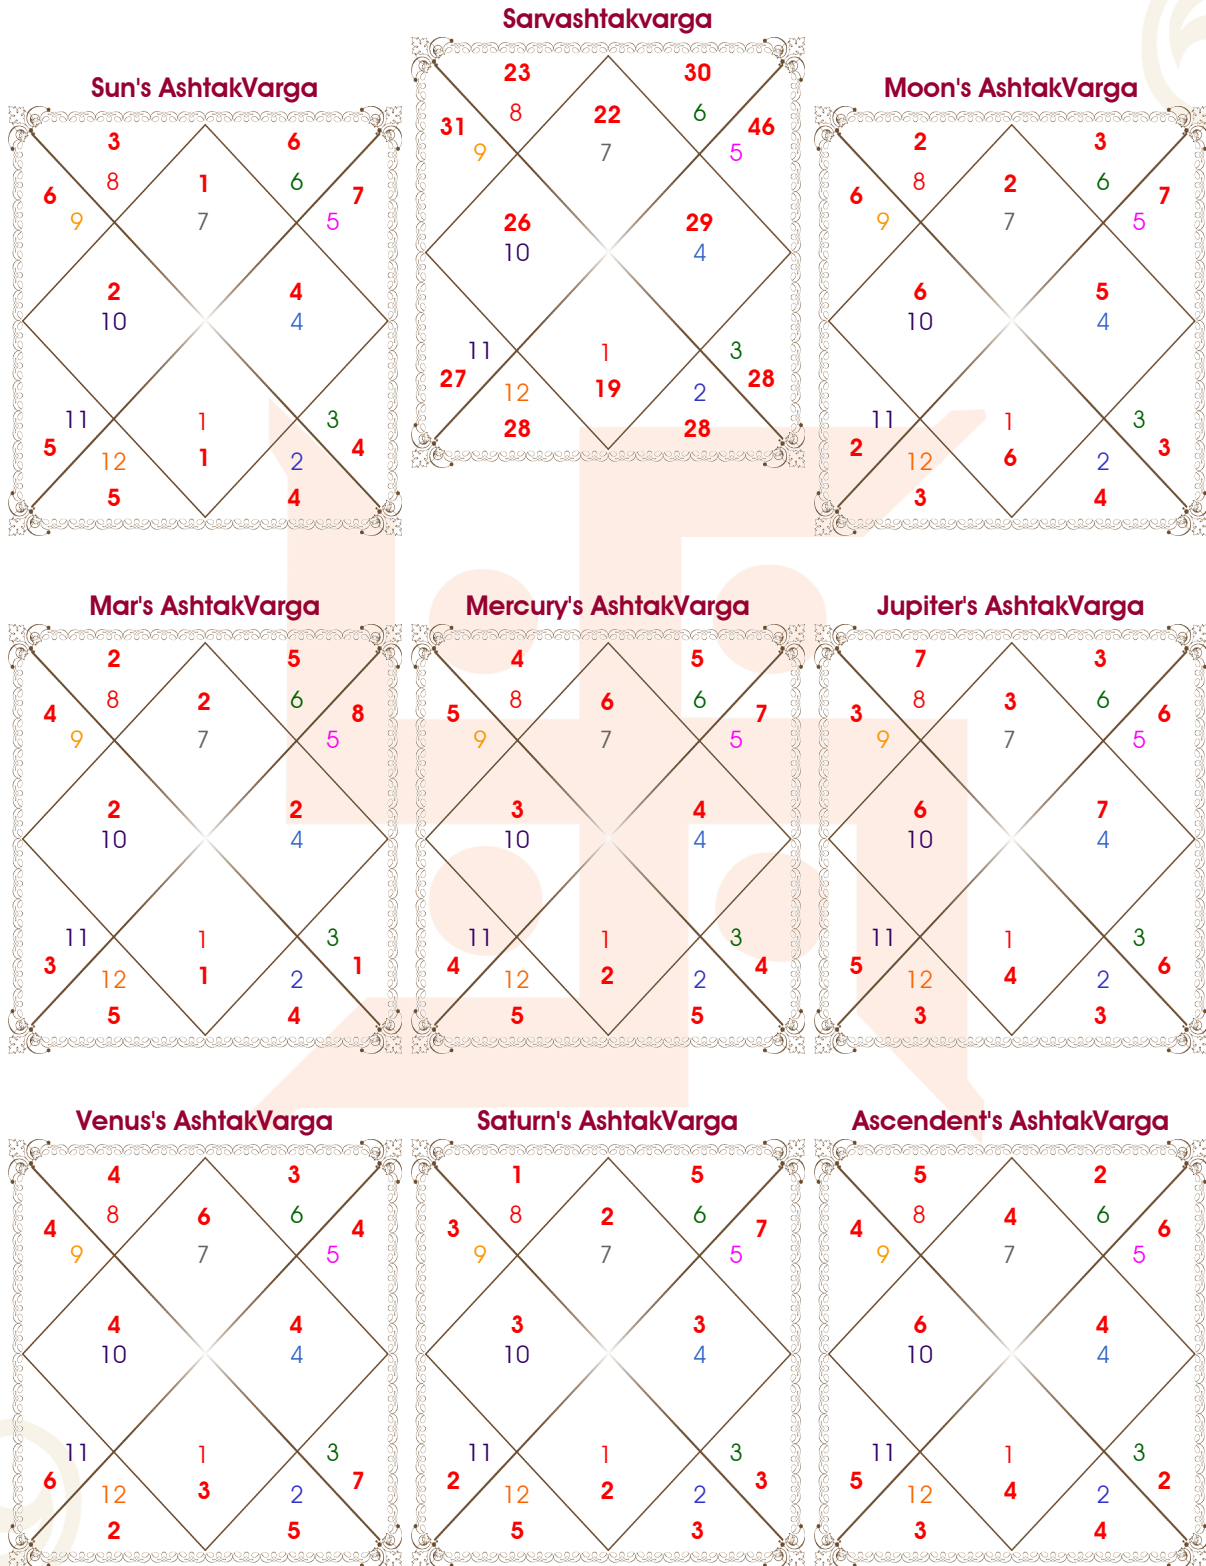 Sarvashtakvarga
23 30
8 22 6
31 46
9 7 5
26 29
10 4
11 1 3
27 19 28
12 2
28 28
Sun's AshtakVarga
3 6
8 1 6
6 7
9 7 5
2 4
10 4
11 1 3
5 1 4
12 2
5 4
Moon's AshtakVarga
2 3
8 2 6
6 7
9 7 5
6 5
10 4
11 1 3
2 6 3
12 2
3 4
Mar's AshtakVarga
2 5
8 2 6
4 8
9 7 5
2 2
10 4
11 1 3
3 1 1
12 2
5 4
Mercury's AshtakVarga
4 5
8 6 6
5 7
9 7 5
3 4
10 4
11 1 3
4 2 4
12 2
5 5
Jupiter's AshtakVarga
7 3
8 3 6
3 6
9 7 5
6 7
10 4
11 1 3
5 4 6
12 2
3 3
Venus's AshtakVarga
4 3
8 6 6
4 4
9 7 5
4 4
10 4
11 1 3
6 3 7
12 2
2 5
Saturn's AshtakVarga
1 5
8 2 6
3 7
9 7 5
3 3
10 4
11 1 3
2 2 3
12 2
5 3
Ascendent's AshtakVarga
5 2
8 4 6
4 6
9 7 5
6 4
10 4
11 1 3
5 4 2
12 2
3 4